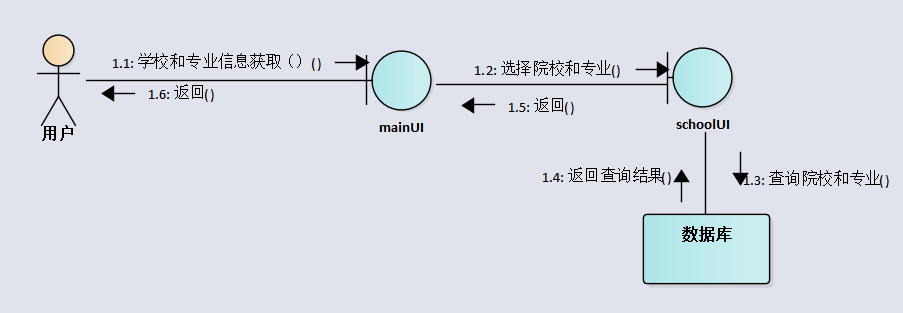 1.1: 学校和专业信息获取（）()
1.2: 选择院校和专业()
1.6: 返回()
1.5: 返回()
用户
mainUI
schoolUI
1.4: 返回查询结果()
1.3: 查询院校和专业()
数据库